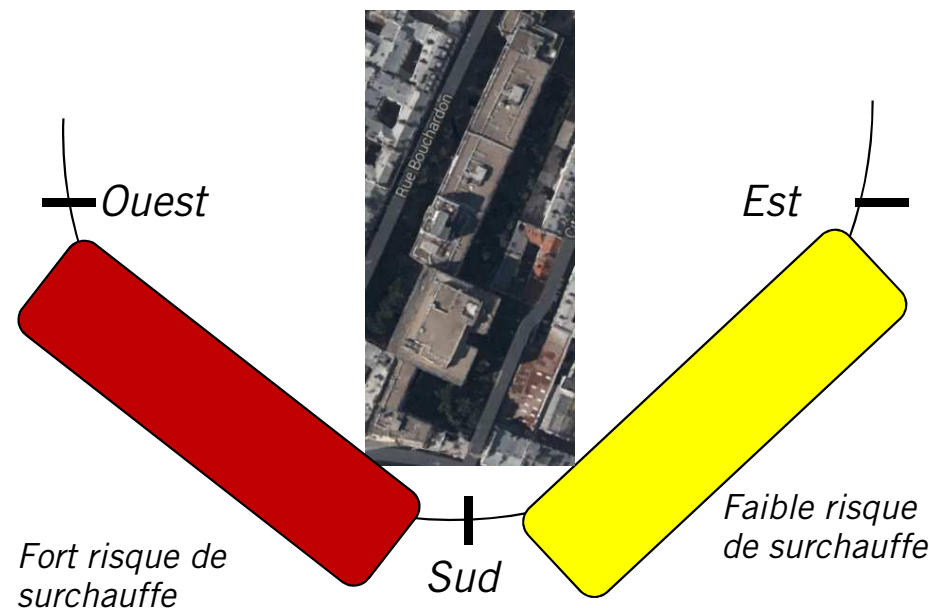 Rue Bouchardon
Ouest
Est
Faible risque
de surchauffe
Fort risque de
surchauffe
Sud